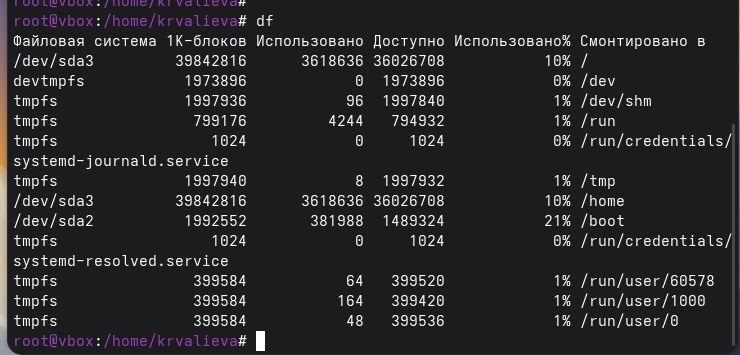 root@vbox:/home/krvalieva#
root@vbox:/home/krvalieva# df
Файловая система 1K-блоков Использовано Доступно Использовано% Смонтировано в
/dev/sda3         39842816      3618636 36026708           10% /
devtmpfs           1973896            0  1973896            0% /dev
tmpfs              1997936           96  1997840            1% /dev/shm
tmpfs               799176         4244   794932            1% /run
tmpfs                 1024            0     1024            0% /run/credentials/
systemd-journald.service
tmpfs              1997940            8  1997932            1% /tmp
/dev/sda3         39842816      3618636 36026708           10% /home
/dev/sda2          1992552       381988  1489324           21% /boot
tmpfs                 1024            0     1024            0% /run/credentials/
systemd-resolved.service
tmpfs               399584           64   399520            1% /run/user/60578
tmpfs               399584          164   399420            1% /run/user/1000
tmpfs               399584           48   399536            1% /run/user/0
root@vbox:/home/krvalieva#